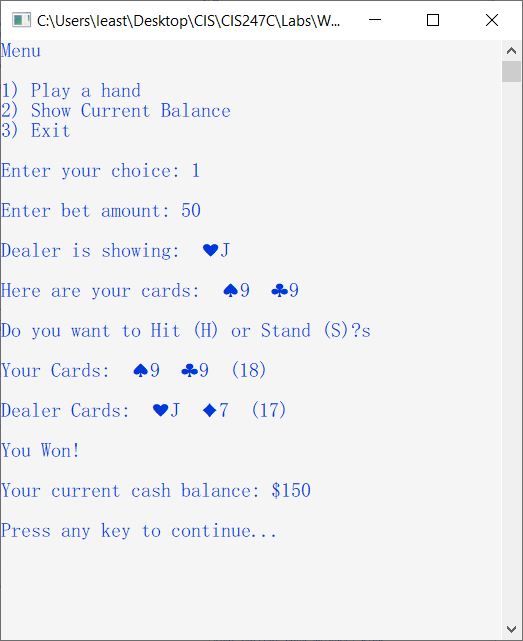 C:\Users\least\Desktop\CIS\CIS247C\Labs\W...
Menu
1) Play a hand
2) Show Current Balance
3) Exit
Enter your choice: 1
Enter bet amount: 50
Dealer is showing:  ♥J
Here are your cards:  ♠9  ♣9
Do you want to Hit (H) or Stand (S)?s
Your Cards:  ♠9  ♣9  (18)
Dealer Cards:  ♥J  ♦7  (17)
You Won!
Your current cash balance: $150
Press any key to continue...